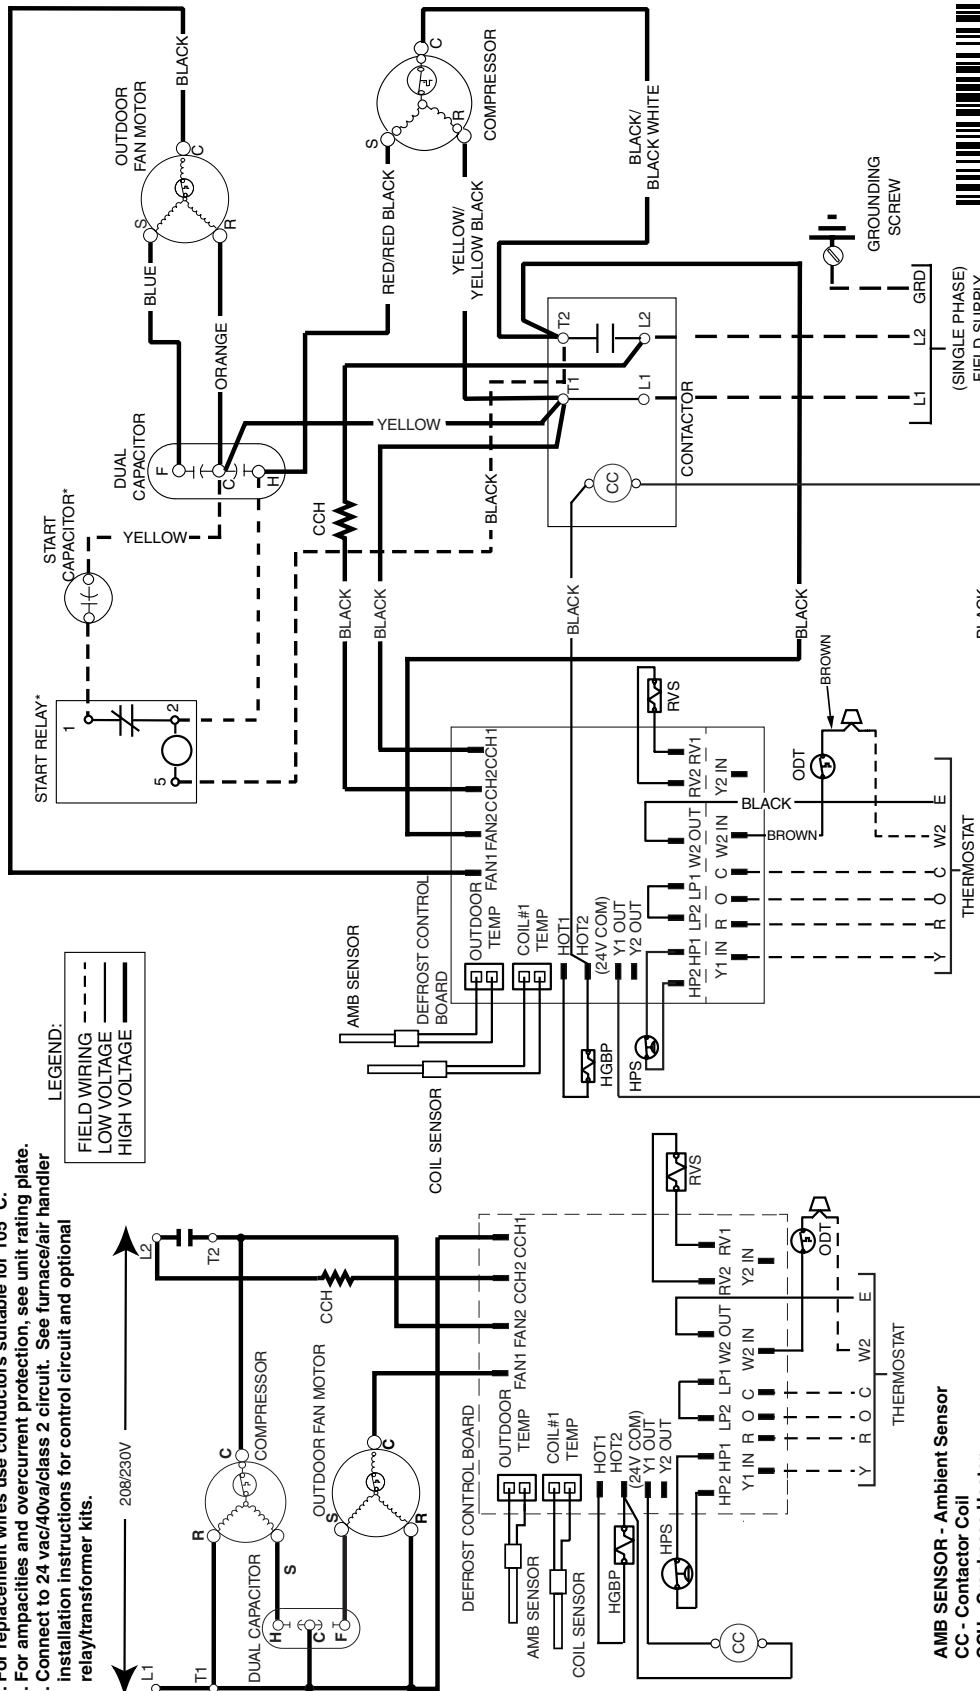 For replacement wires use conductors suitable for 105° C.
. For ampacities and overcurrent protection, see unit rating plate.
. Connect to 24 vac/40va/class 2 circuit. See furnace/air handler
installation instructions for control circuit and optional
relay/transformer kits.
LEGEND:
FIELD WIRING
LOW VOLTAGE
HIGH VOLTAGE
208/230V
L1
L2
T1
T2
R
C
COMPRESSOR
S
CCH
DUAL CAPACITOR
H
C
F
OUTDOOR FAN MOTOR
S
C
R
DEFROST CONTROL BOARD
FAN1 FAN2 CCH2 CCH1
OUTDOOR
TEMP
COIL#1
TEMP
AMB SENSOR
COIL SENSOR
HOT1
HOT2
(24V COM)
Y1 OUT
Y2 OUT
HGBP
HPS
HP2 HP1 LP2 LP1 W2 OUT RV2 RV1
Y1 IN R O C W2 IN Y2 IN
RVS
ODT
CC
Y R O C W2 E
THERMOSTAT
AMB SENSOR - Ambient Sensor
CC - Contactor Coil
START RELAY*
1
2
5
START
CAPACITOR*
YELLOW
DUAL
CAPACITOR
F
C
H
BLUE
ORANGE
OUTDOOR
FAN MOTOR
S
R
C
BLACK
COMPRESSOR
S
R
C
RED/RED BLACK
YELLOW/
YELLOW BLACK
BLACK/
BLACK WHITE
CCH
YELLOW
BLACK
BLACK
BLACK
BLACK
BLACK
T1
T2
L1
L2
CC
CONTACTOR
GROUNDING
SCREW
L1 L2 GRD
(SINGLE PHASE)
FIELD SUPPLY
AMB SENSOR
COIL SENSOR
DEFROST CONTROL
BOARD
FAN1 FAN2 CCH2 CCH1
OUTDOOR
TEMP
COIL#1
TEMP
HOT1
HOT2
(24V COM)
Y1 OUT
Y2 OUT
HGBP
HPS
HP2 HP1 LP2 LP1 W2 OUT RV2 RV1
Y1 IN R O C W2 IN Y2 IN
RVS
BLACK
BROWN
BROWN
ODT
Y R O C W2 E
THERMOSTAT
BLACK